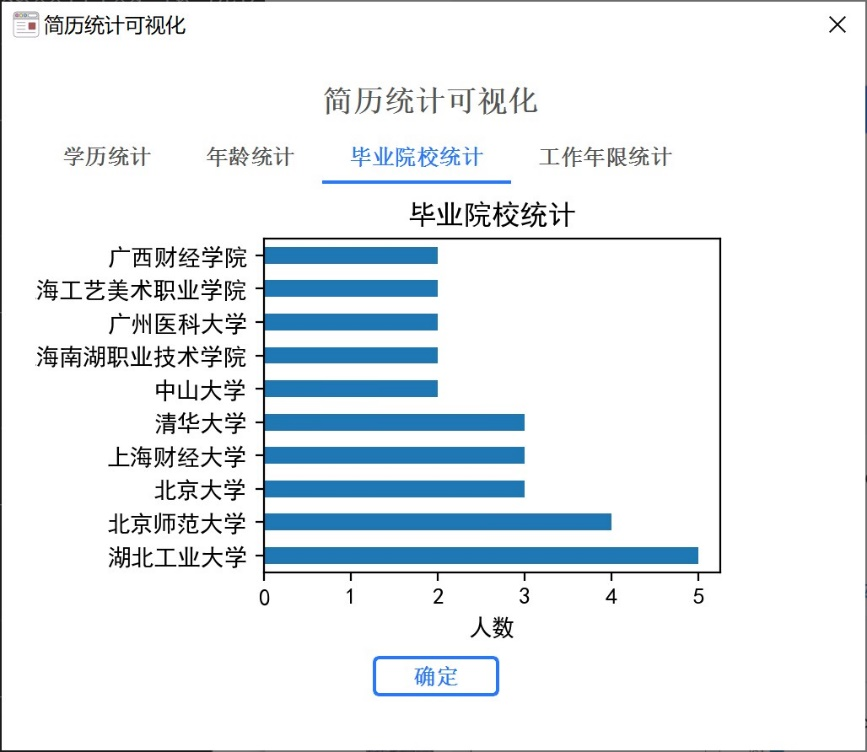 简历统计可视化
简历统计可视化
学历统计 年龄统计 毕业院校统计 工作年限统计
毕业院校统计
广西财经学院
海工艺美术职业学院
广州医科大学
海南湖职业技术学院
中山大学
清华大学
上海财经大学
北京大学
北京师范大学
湖北工业大学
0 1 2 3 4 5
人数
确定